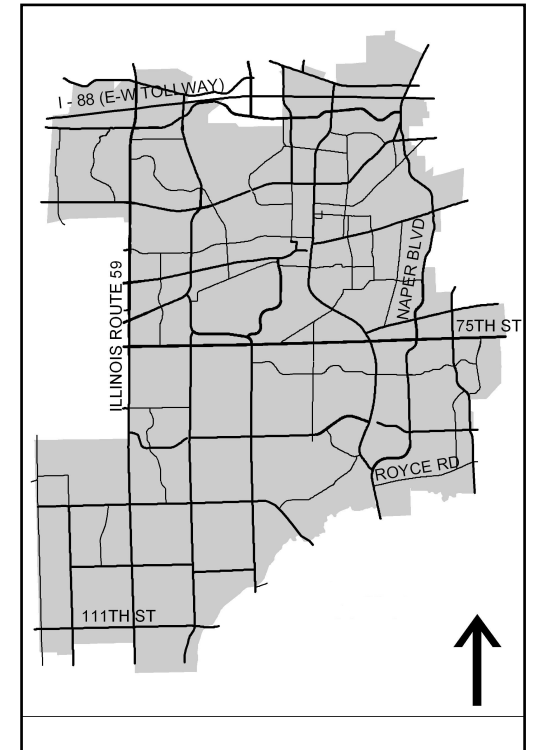 I - 88 (E-W TOLLWAY)
ILLINOIS ROUTE 59
NAPER BLVD
75TH ST
ROYCE RD
111TH ST